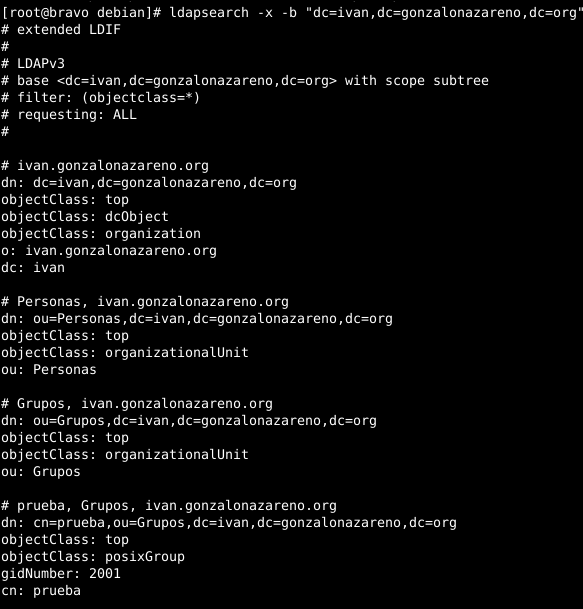 [root@bravo debian]# ldapsearch -x -b "dc=ivan,dc=gonzalonazareno,dc=org"
# extended LDIF
#
# LDAPv3
# base <dc=ivan,dc=gonzalonazareno,dc=org> with scope subtree
# filter: (objectclass=*)
# requesting: ALL
#
# ivan.gonzalonazareno.org
dn: dc=ivan,dc=gonzalonazareno,dc=org
objectClass: top
objectClass: dcObject
objectClass: organization
o: ivan.gonzalonazareno.org
dc: ivan
# Personas, ivan.gonzalonazareno.org
dn: ou=Personas,dc=ivan,dc=gonzalonazareno,dc=org
objectClass: top
objectClass: organizationalUnit
ou: Personas
# Grupos, ivan.gonzalonazareno.org
dn: ou=Grupos,dc=ivan,dc=gonzalonazareno,dc=org
objectClass: top
objectClass: organizationalUnit
ou: Grupos
# prueba, Grupos, ivan.gonzalonazareno.org
dn: cn=prueba,ou=Grupos,dc=ivan,dc=gonzalonazareno,dc=org
objectClass: top
objectClass: posixGroup
gidNumber: 2001
cn: prueba